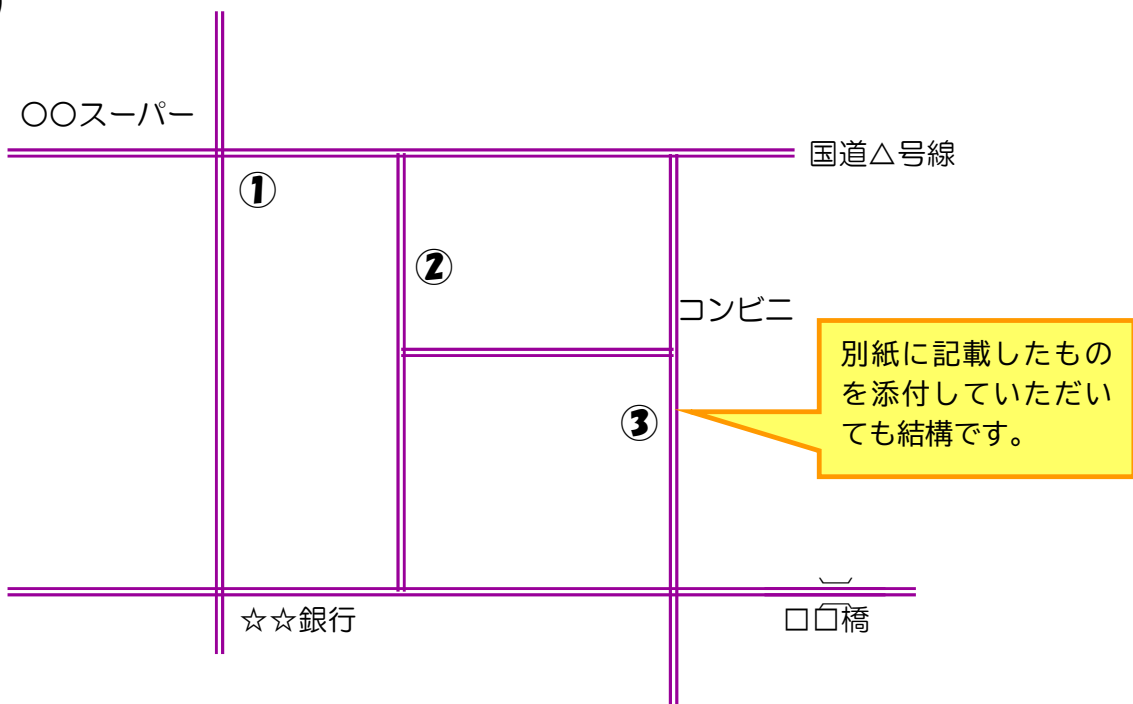 〇〇スーパー
国道△号線
①
②
コンビニ
別紙に記載したもの
を添付していただい
ても結構です。
③
☆☆銀行
□□橋